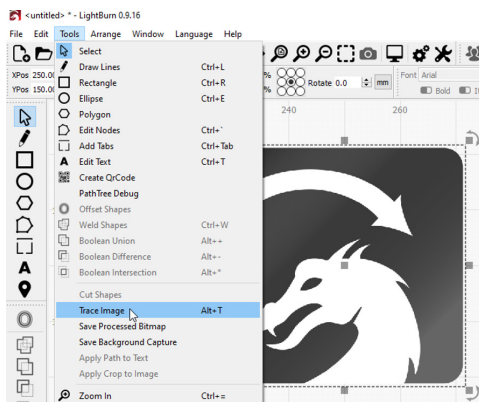 <untitled> * - LightBurn 0.9.16
File Edit Tools Arrange Window Language Help
XPos 250.00
YPos 150.00
% Rotate 0.0 mm
Font Arial
Bold
240 260
Select
Draw Lines Ctrl+L
Rectangle Ctrl+R
Ellipse Ctrl+E
Polygon
Edit Nodes Ctrl+`
Add Tabs Ctrl+Tab
Edit Text Ctrl+T
Create QrCode
PathTree Debug
Offset Shapes
Weld Shapes Ctrl+W
Boolean Union Alt++
Boolean Difference Alt+-
Boolean Intersection Alt+*
Cut Shapes
Trace Image Alt+T
Save Processed Bitmap
Save Background Capture
Apply Path to Text
Apply Crop to Image
Zoom In Ctrl+=